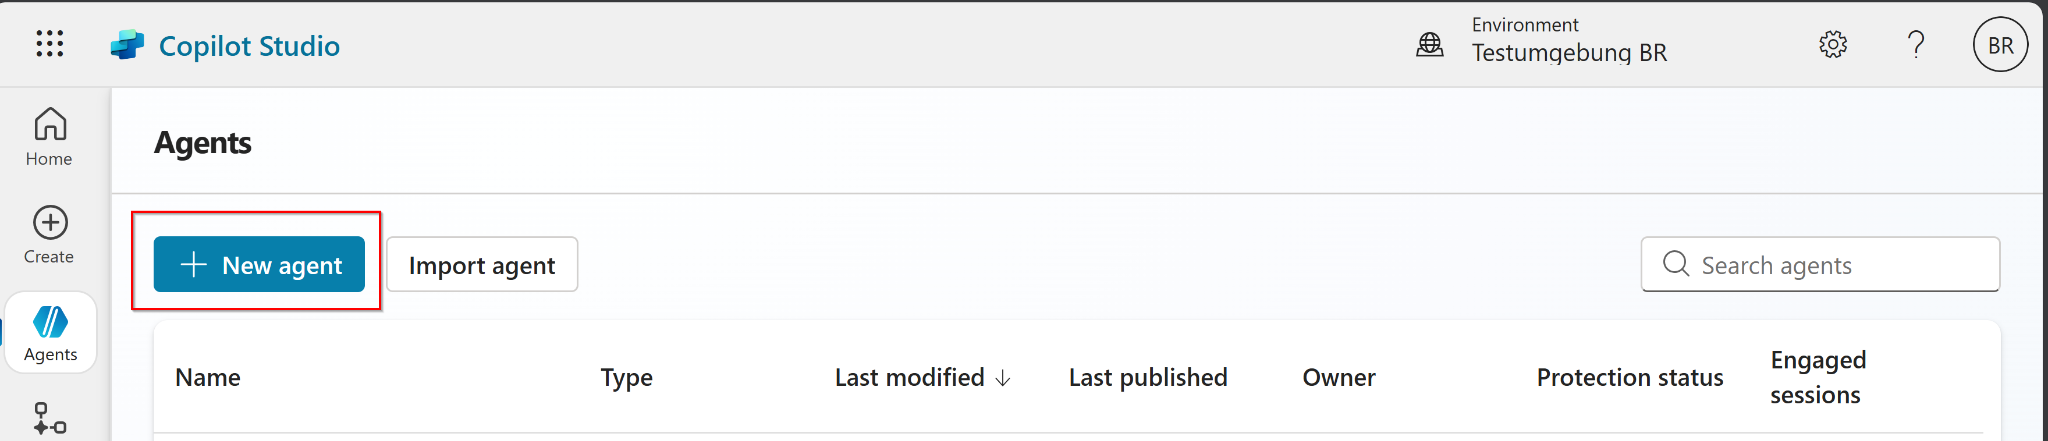 Copilot Studio
Environment
Testumgebung BR
BR
Home
Create
Agents
Agents
New agent
Import agent
Search agents
Name
Type
Last modified
Last published
Owner
Protection status
Engaged
sessions